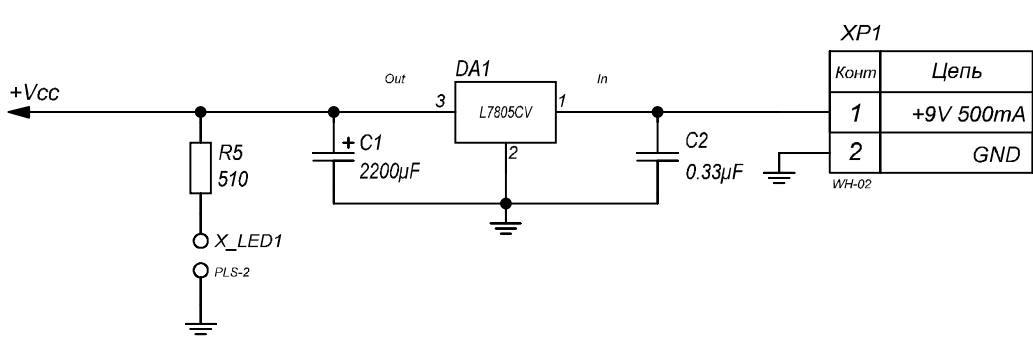 XP1
Конт Цепь
1 +9V 500mA
2 GND
WH-02
DA1
Out In
3 L7805CV 1
2
+Vcc
R5
510
+ C1
2200µF
C2
0.33µF
X_LED1
PLS-2